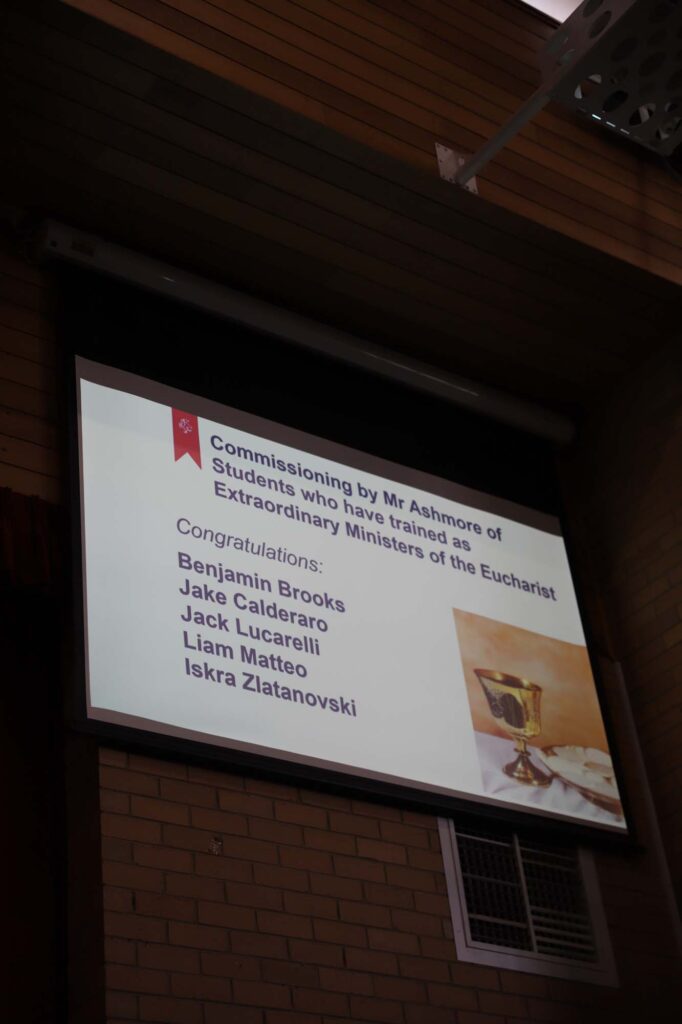 Commissioning by Mr Ashmore of
Students who have trained as
Extraordinary Ministers of the Eucharist
Congratulations:
Benjamin Brooks
Jake Calderaro
Jack Lucarelli
Liam Matteo
Iskra Zlatanovski